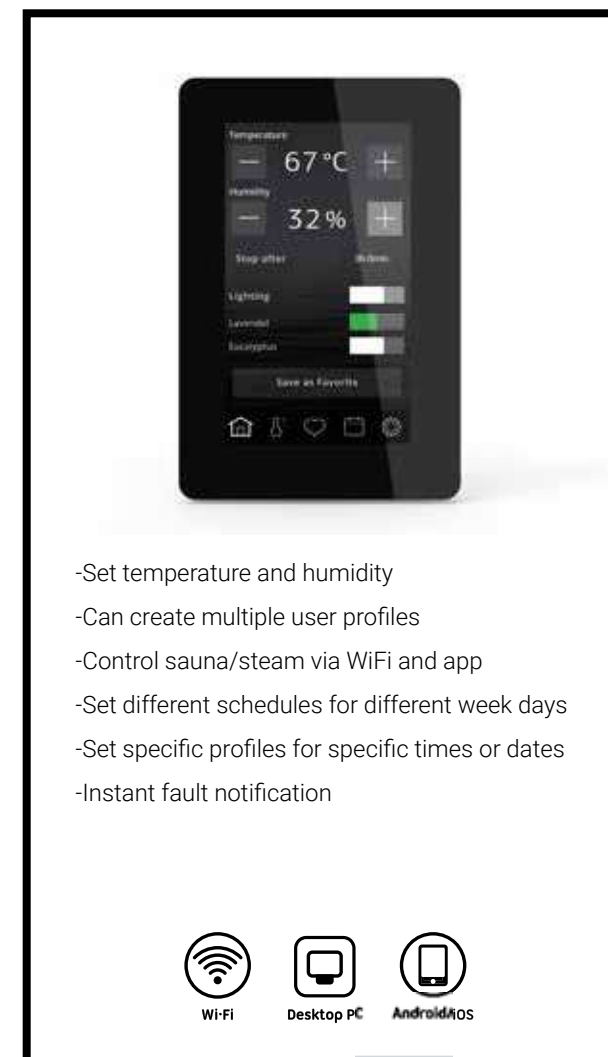 Temperature
− 67°C +
Humidity
− 32% +
Stop after
Lighting
Lavendel
Eucalyptus
Save as Favorite
-Set temperature and humidity
-Can create multiple user profiles
-Control sauna/steam via WiFi and app
-Set different schedules for different week days
-Set specific profiles for specific times or dates
-Instant fault notification
Wi-Fi Desktop PC Android/iOS